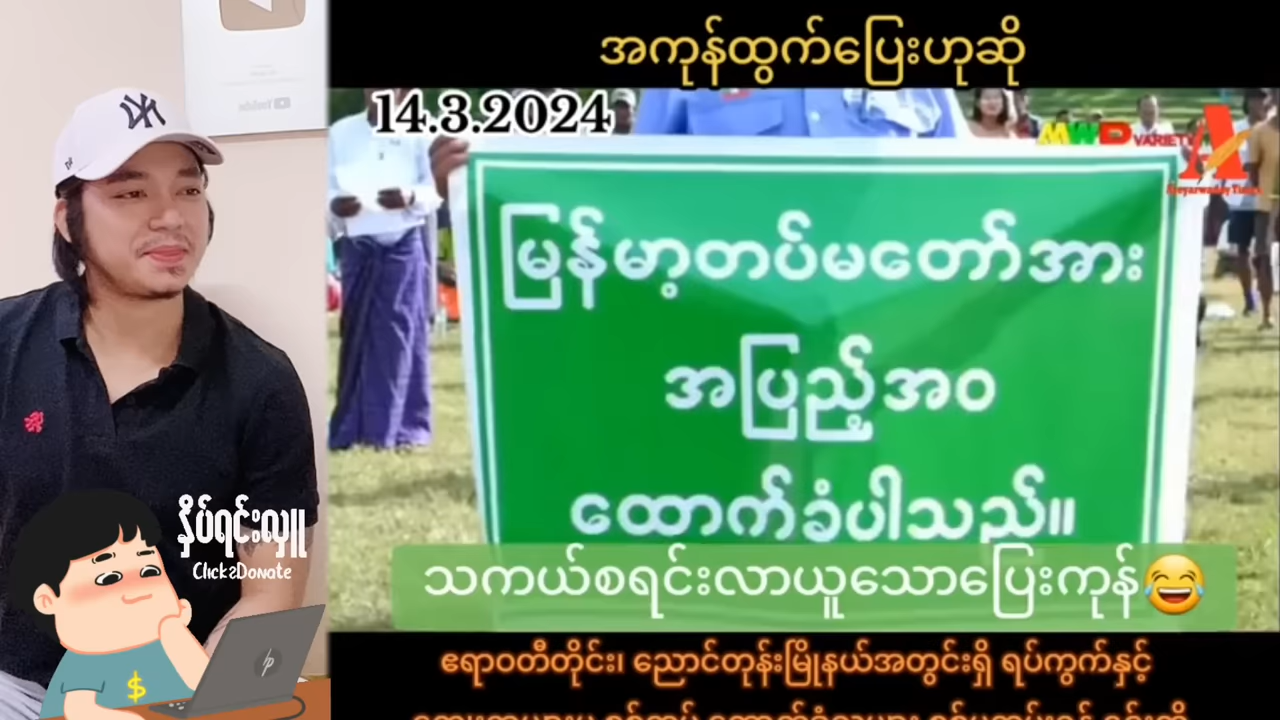 အကုန်ထွက်ပြေးဟုဆို
14.3.2024
MWD VARIETY
Ayeyarwaddy Times
မြန်မာ့တပ်မတော်အား
အပြည့်အဝ
ထောက်ခံပါသည်။
သကယ်စရင်းလာယူသောပြေးကုန်😂
နှိပ်ရင်းလှူ
Click2Donate
hp
$
ဧရာဝတီတိုင်း၊ ညောင်တုန်းမြို့နယ်အတွင်းရှိ ရပ်ကွက်နှင့်